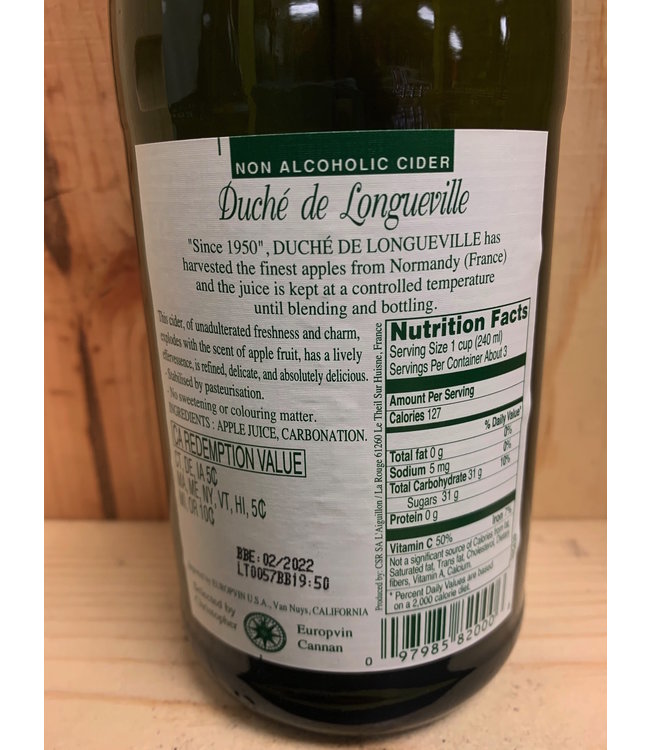 NON ALCOHOLIC CIDER
Duché de Longueville
"Since 1950", DUCHÉ DE LONGUEVILLE has
harvested the finest apples from Normandy (France)
and the juice is kept at a controlled temperature
until blending and bottling.
This cider, of unadulterated freshness and charm,
explodes with the scent of apple fruit, has a lively
effervescence, is refined, delicate, and absolutely delicious.
- Stabilised by pasteurisation.
- No sweetening or colouring matter.
INGREDIENTS : APPLE JUICE, CARBONATION.
CA REDEMPTION VALUE
CT, DE, IA 5¢
MA, ME, NY, VT, HI, 5¢
MI, OR 10¢
BBE: 02/2022
LT0057BB19:50
Imported by EUROPVIN U.S.A., Van Nuys, CALIFORNIA
Selected by
Christopher
Europvin
Cannan
Produced by: CSR SA L'Aiguillon / La Rouge 61260 Le Theil Sur Huisne, France
Nutrition Facts
Serving Size 1 cup (240 ml)
Servings Per Container About 3
Amount Per Serving
Calories 127
% Daily Value*
Total fat 0 g 0%
Sodium 5 mg 0%
Total Carbohydrate 31 g 10%
Sugars 31 g
Protein 0 g
Vitamin C 50% Iron 7%
Not a significant source of Calories from fat,
Saturated fat, Trans fat, Cholesterol, Dietary
fibers, Vitamin A, Calcium.
* Percent Daily Values are based
on a 2,000 calorie diet.
0 97985 82000